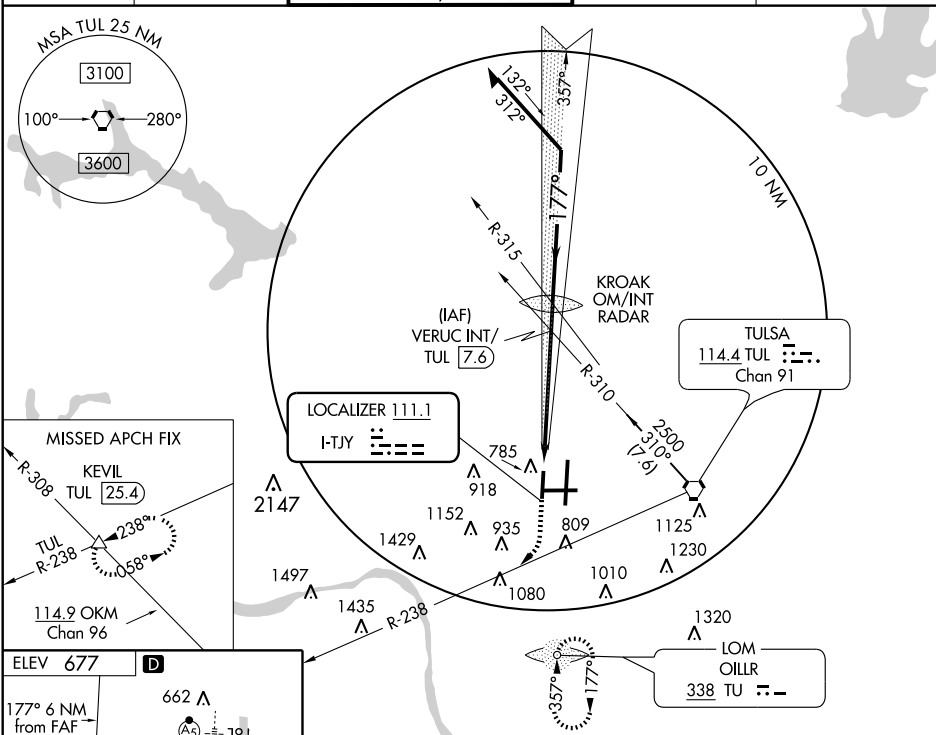 MSA TUL 25 NM
3100
100°
280°
3600
132°
312°
357°
177°
10 NM
R-315
KROAK
OM/INT
RADAR
(IAF)
VERUC INT/
TUL 7.6
R-310
TULSA
114.4 TUL
Chan 91
2500
310°
(7.6)
LOCALIZER 111.1
I-TJY
785
918
2147
1152
935
809
1125
1429
1230
1080
1010
1497
1435
R-238
1320
MISSED APCH FIX
KEVIL
TUL 25.4
R-308
238°
058°
TUL
R-238
114.9 OKM
Chan 96
LOM
OILLR
338 TU
357°
177°
ELEV 677
D
177° 6 NM
from FAF
662
A5